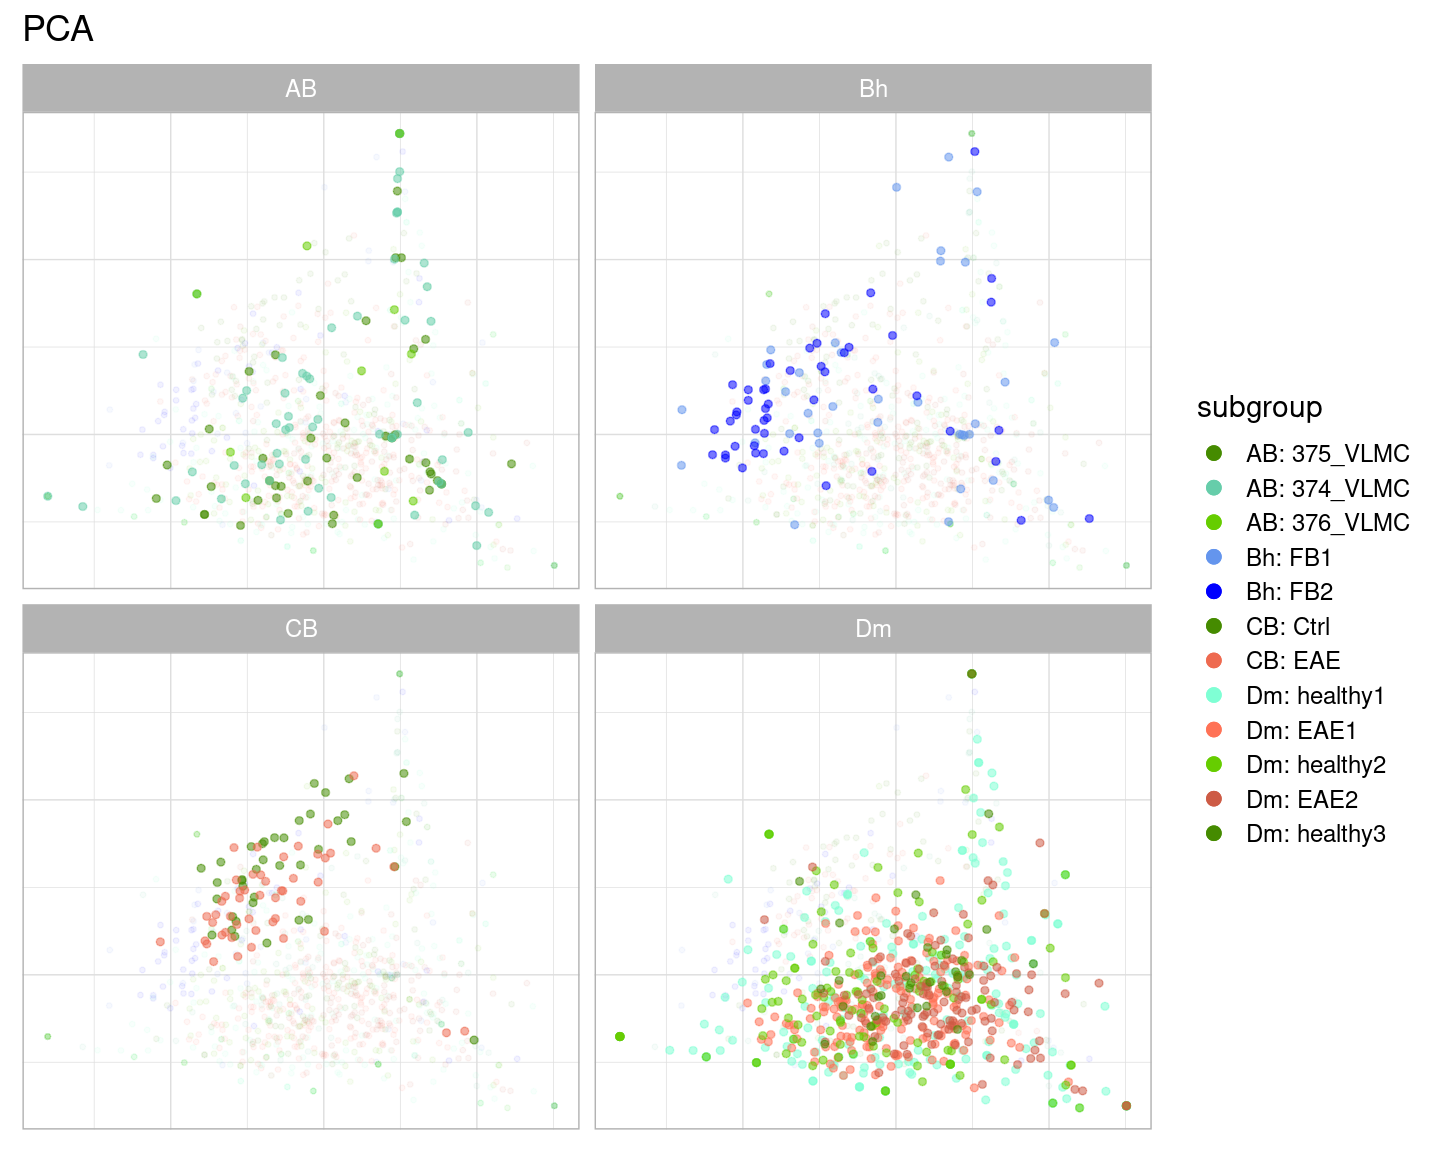 PCA
AB
Bh
CB
Dm
subgroup
AB: 375_VLMC
AB: 374_VLMC
AB: 376_VLMC
Bh: FB1
Bh: FB2
CB: Ctrl
CB: EAE
Dm: healthy1
Dm: EAE1
Dm: healthy2
Dm: EAE2
Dm: healthy3